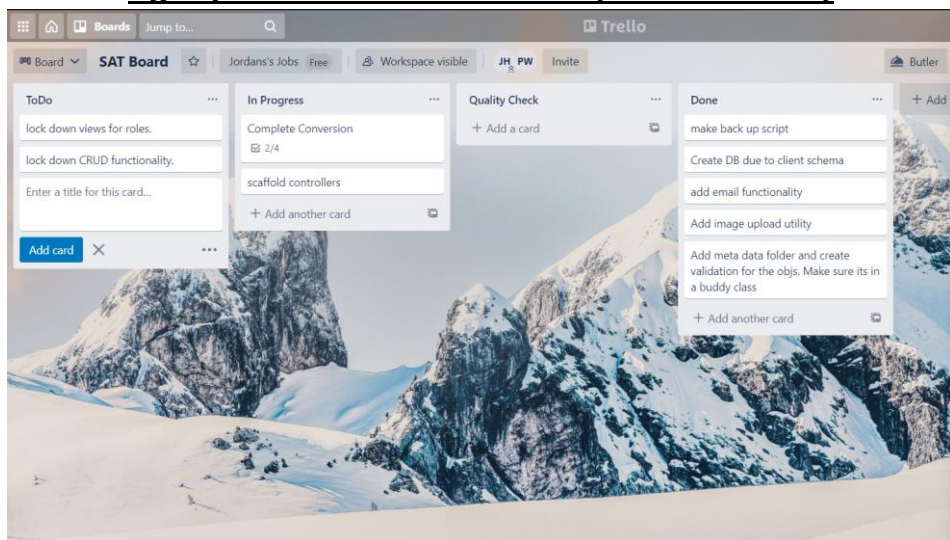 Boards
Jump to...
Trello
Board
SAT Board
Jordans's Jobs
Free
Workspace visible
JH
PW
Invite
Butler
ToDo
lock down views for roles.
lock down CRUD functionality.
Enter a title for this card...
Add card
In Progress
Complete Conversion
2/4
scaffold controllers
+ Add another card
Quality Check
+ Add a card
Done
make back up script
Create DB due to client schema
add email functionality
Add image upload utility
Add meta data folder and create
validation for the objs. Make sure its in
a buddy class
+ Add another card
+ Add